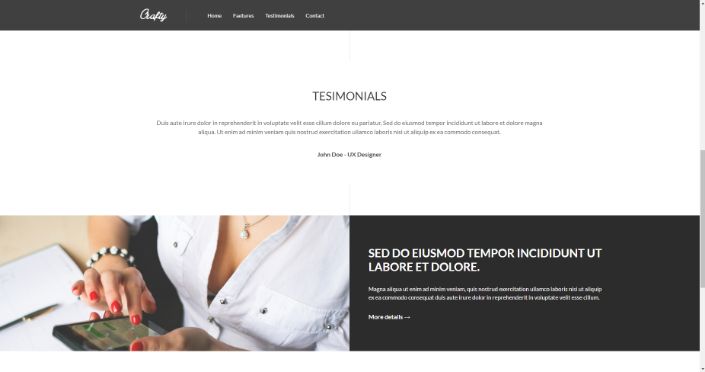 Crafty
Home Faetures Testimonials Contact
TESIMONIALS
Duis aute irure dolor in reprehenderit in voluptate velit esse cillum dolore eu pariatur. Sed do eiusmod tempor incididunt ut labore et dolore magna
aliqua. Ut enim ad minim veniam quis nostrud exercitation ullamco laboris nisi ut aliquip ex ea commodo consequat.
John Doe - UX Designer
SED DO EIUSMOD TEMPOR INCIDIDUNT UT
LABORE ET DOLORE.
Magna aliqua ut enim ad minim veniam, quis nostrud exercitation ullamco laboris nisi ut aliquip
ex ea commodo consequat duis aute irure dolor in reprehenderit in voluptate velit esse cillum.
More details →